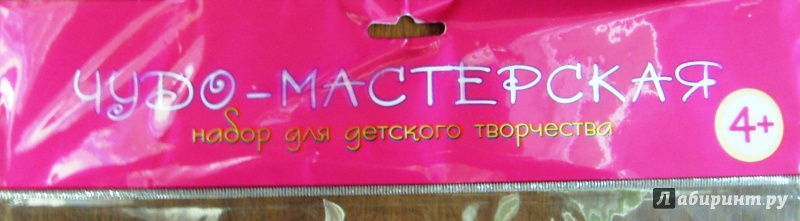 ЧУДО-МАСТЕРСКАЯ
набор для детского творчества
4+
Лабиринт.ру